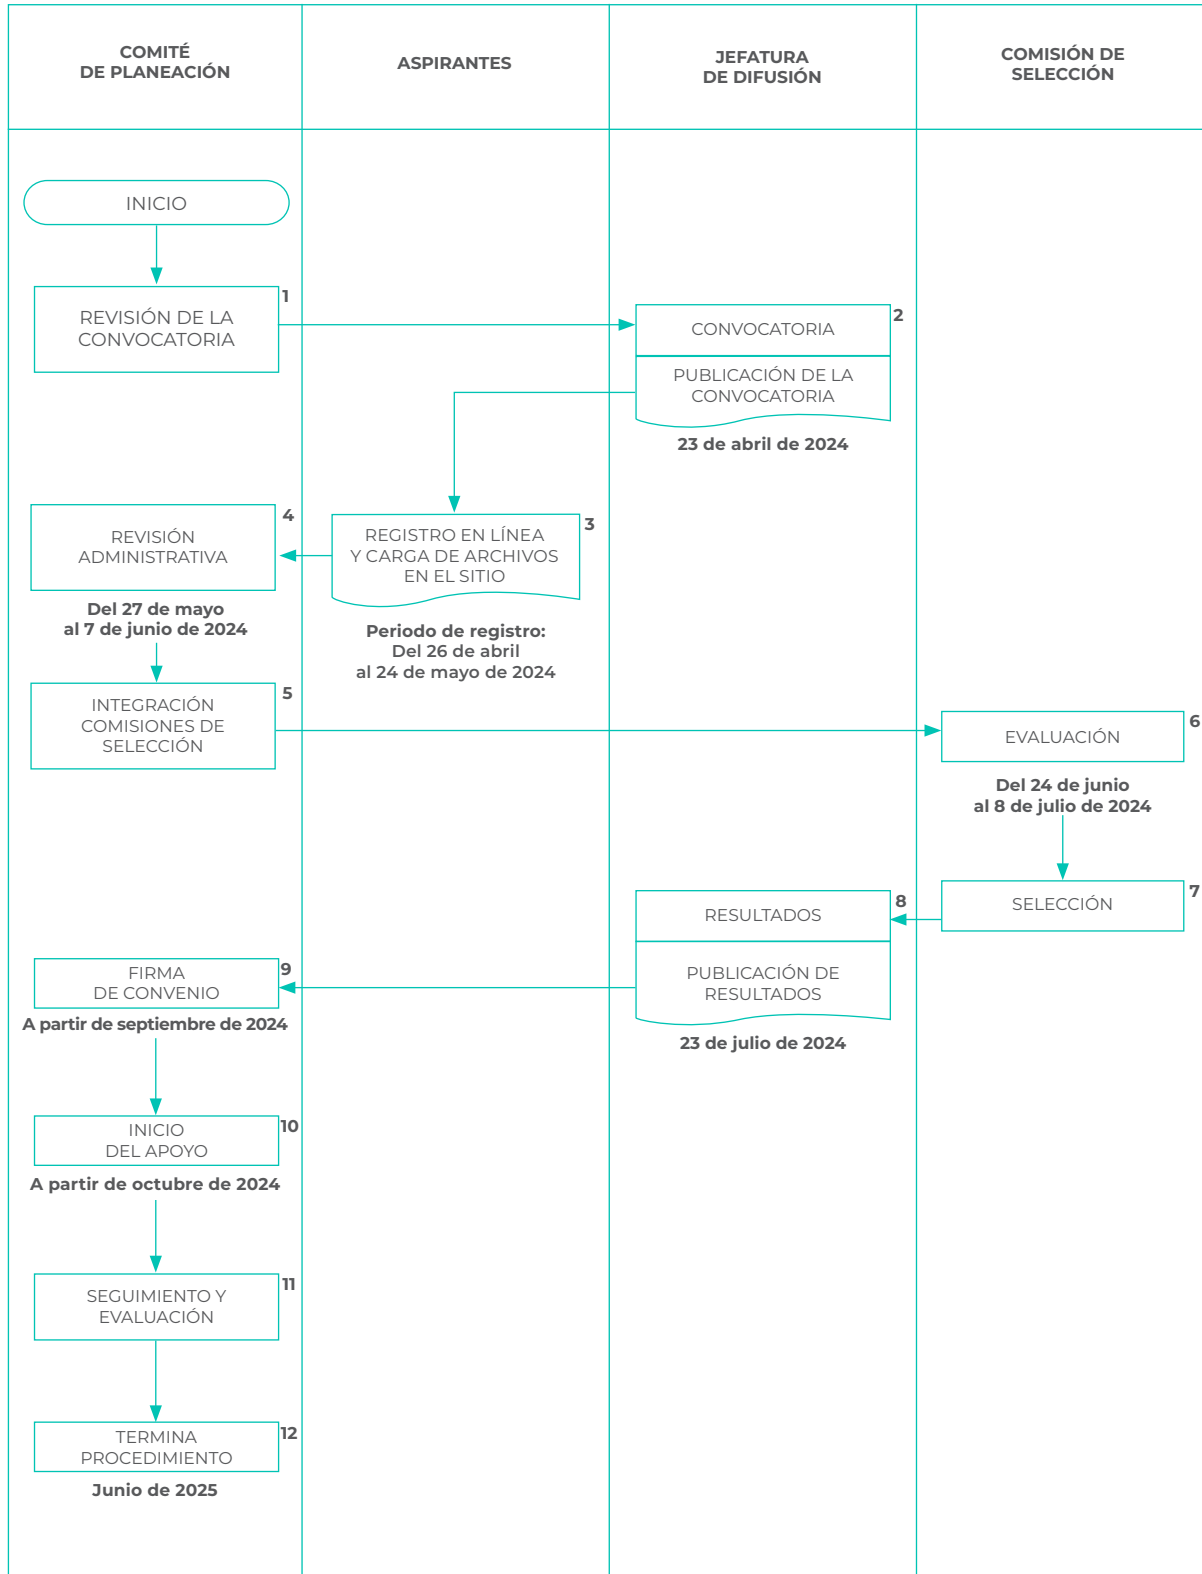 COMITÉ
DE PLANEACIÓN
ASPIRANTES
JEFATURA
DE DIFUSIÓN
COMISIÓN DE
SELECCIÓN
INICIO
1
REVISIÓN DE LA
CONVOCATORIA
2
CONVOCATORIA
PUBLICACIÓN DE LA
CONVOCATORIA
23 de abril de 2024
3
REGISTRO EN LÍNEA
Y CARGA DE ARCHIVOS
EN EL SITIO
Periodo de registro:
Del 26 de abril
al 24 de mayo de 2024
4
REVISIÓN
ADMINISTRATIVA
Del 27 de mayo
al 7 de junio de 2024
5
INTEGRACIÓN
COMISIONES DE
SELECCIÓN
6
EVALUACIÓN
Del 24 de junio
al 8 de julio de 2024
7
SELECCIÓN
8
RESULTADOS
PUBLICACIÓN DE
RESULTADOS
23 de julio de 2024
9
FIRMA
DE CONVENIO
A partir de septiembre de 2024
10
INICIO
DEL APOYO
A partir de octubre de 2024
11
SEGUIMIENTO Y
EVALUACIÓN
12
TERMINA
PROCEDIMIENTO
Junio de 2025